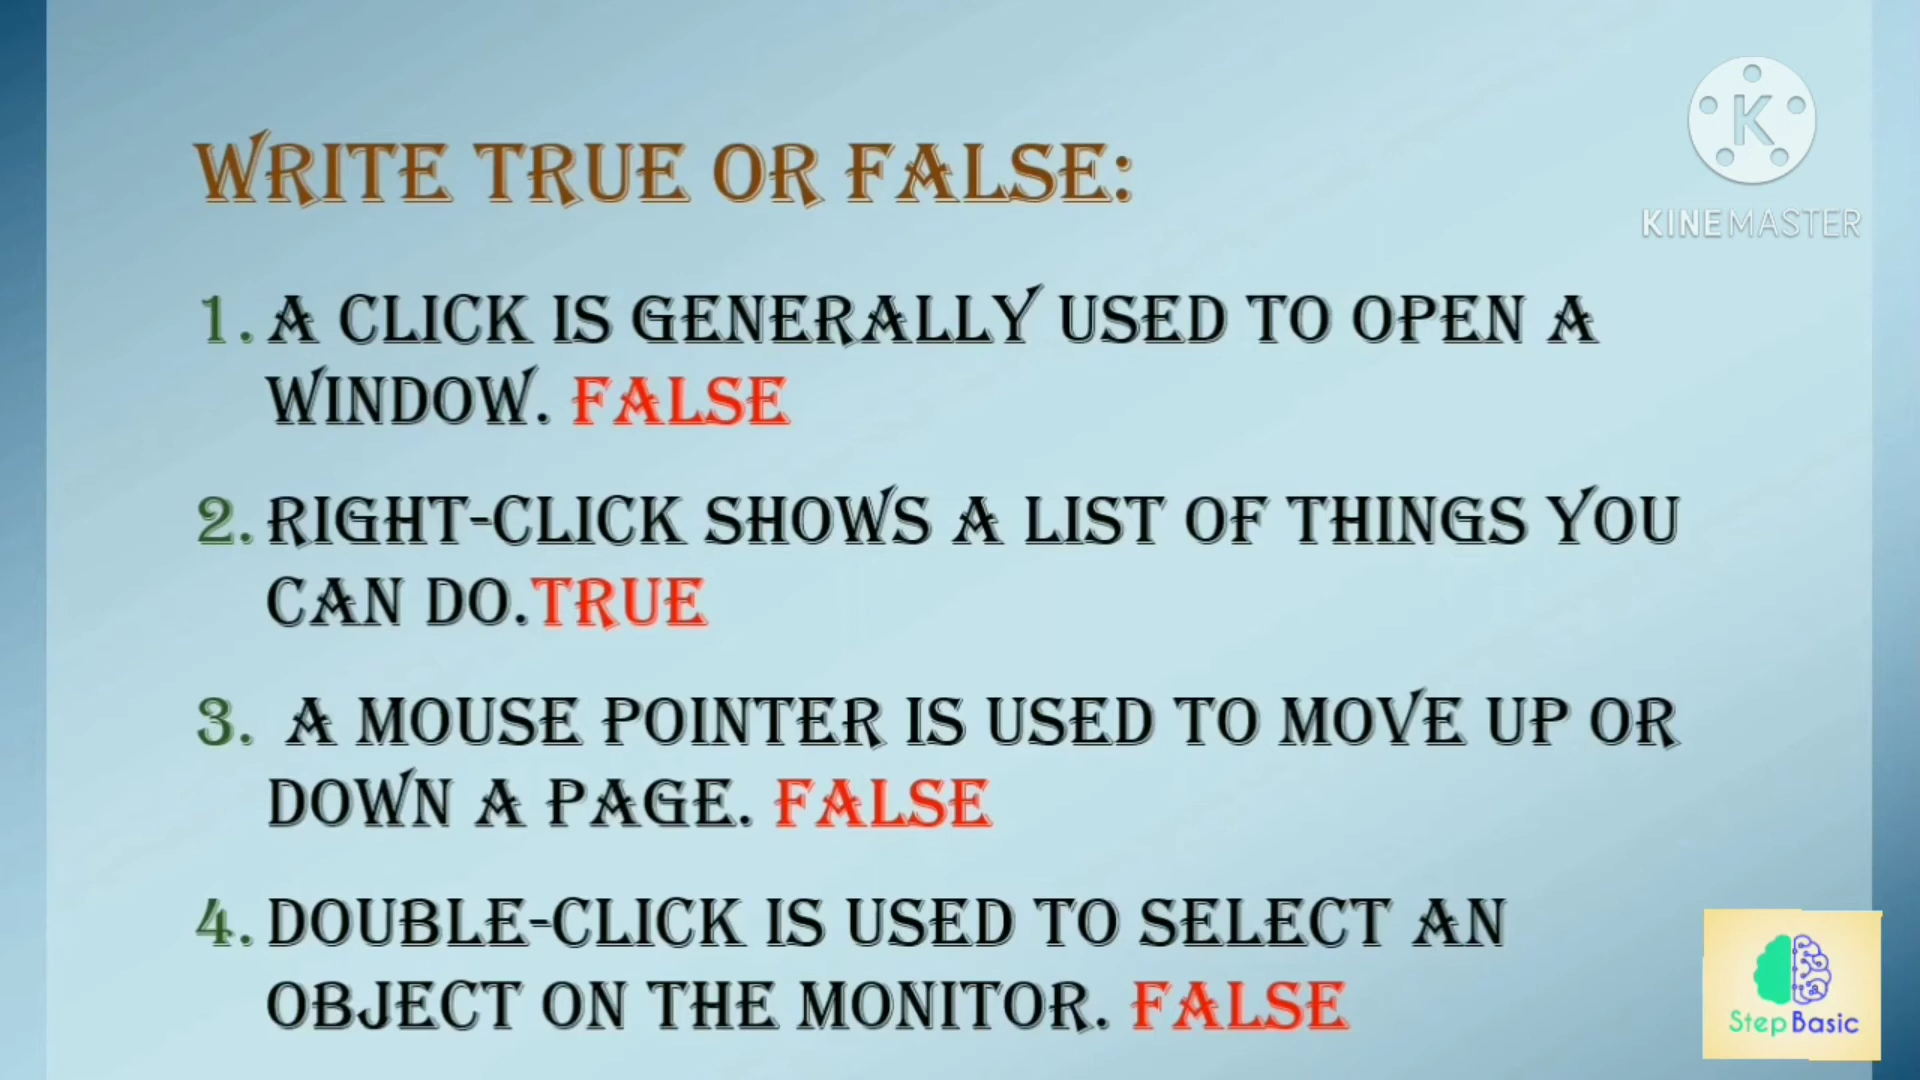 WRITE TRUE OR FALSE:
1. A CLICK IS GENERALLY USED TO OPEN A
WINDOW. FALSE
2. RIGHT-CLICK SHOWS A LIST OF THINGS YOU
CAN DO.TRUE
3. A MOUSE POINTER IS USED TO MOVE UP OR
DOWN A PAGE. FALSE
4. DOUBLE-CLICK IS USED TO SELECT AN
OBJECT ON THE MONITOR. FALSE
K
KINEMASTER
Step Basic